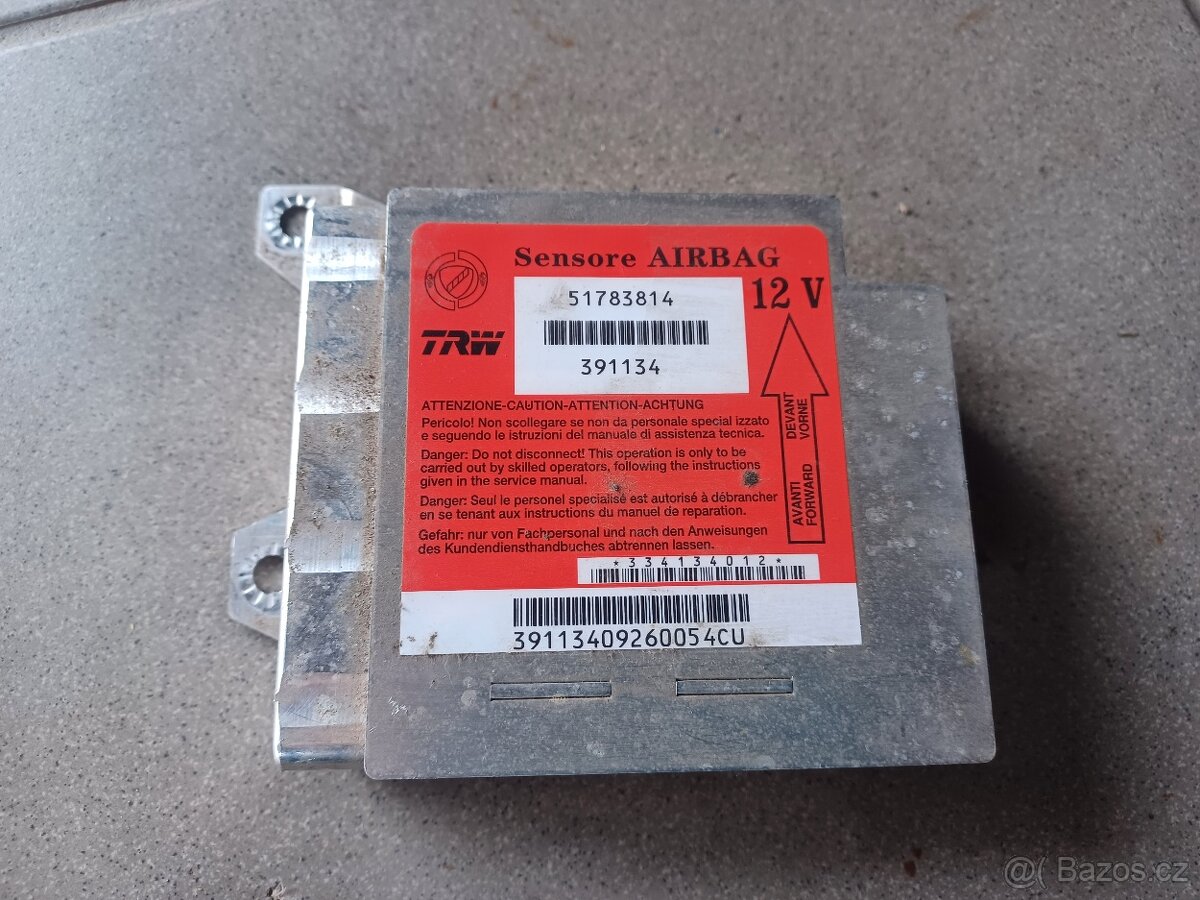 Sensore AIRBAG
51783814
12 V
TRW
391134
ATTENZIONE-CAUTION-ATTENTION-ACHTUNG
Pericolo! Non scollegare se non da personale special izzato
e seguendo le istruzioni del manuale di assistenza tecnica.
Danger: Do not disconnect! This operation is only to be
carried out by skilled operators, following the instructions
given in the service manual.
Danger: Seul le personel specialisé est autorisé à débrancher
en se tenant aux instructions du manuel de reparation.
Gefahr: nur von Fachpersonal und nach den Anweisungen
des Kundendiensthandbuches abtrennen lassen.
AVANTI DEVANT
FORWARD VORNE
*334134012*
39113409260054CU
@( Bazos.cz